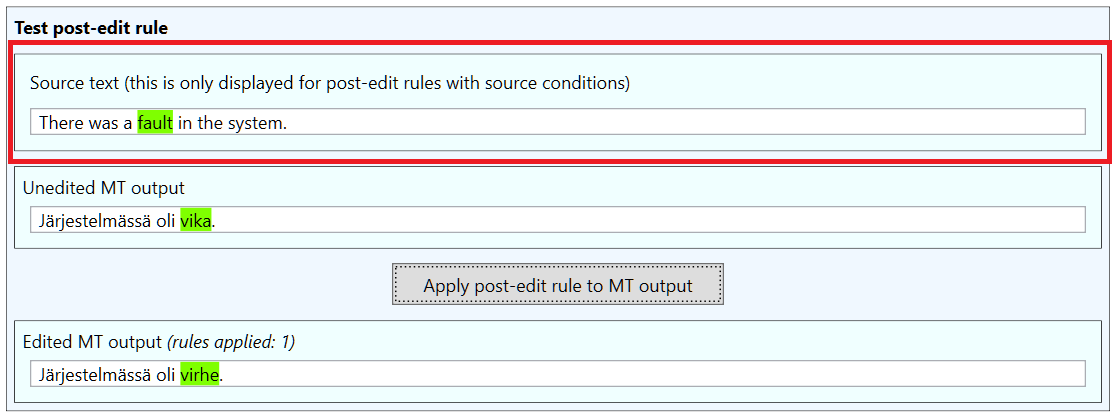 Test post-edit rule
Source text (this is only displayed for post-edit rules with source conditions)
There was a fault in the system.
Unedited MT output
Järjestelmässä oli vika.
Apply post-edit rule to MT output
Edited MT output (rules applied: 1)
Järjestelmässä oli virhe.